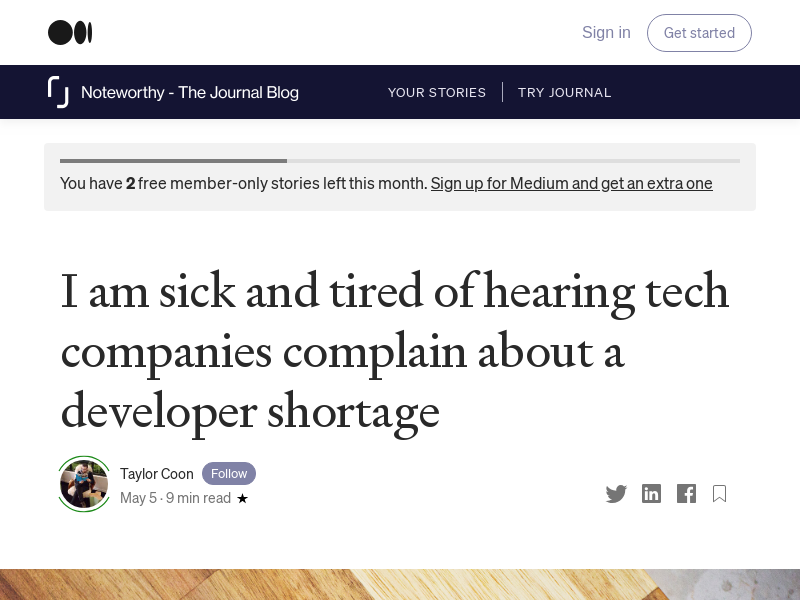 Sign in
Get started
Noteworthy - The Journal Blog
YOUR STORIES
TRY JOURNAL
You have 2 free member-only stories left this month. Sign up for Medium and get an extra one
I am sick and tired of hearing tech
companies complain about a
developer shortage
Taylor Coon
Follow
May 5 · 9 min read ★